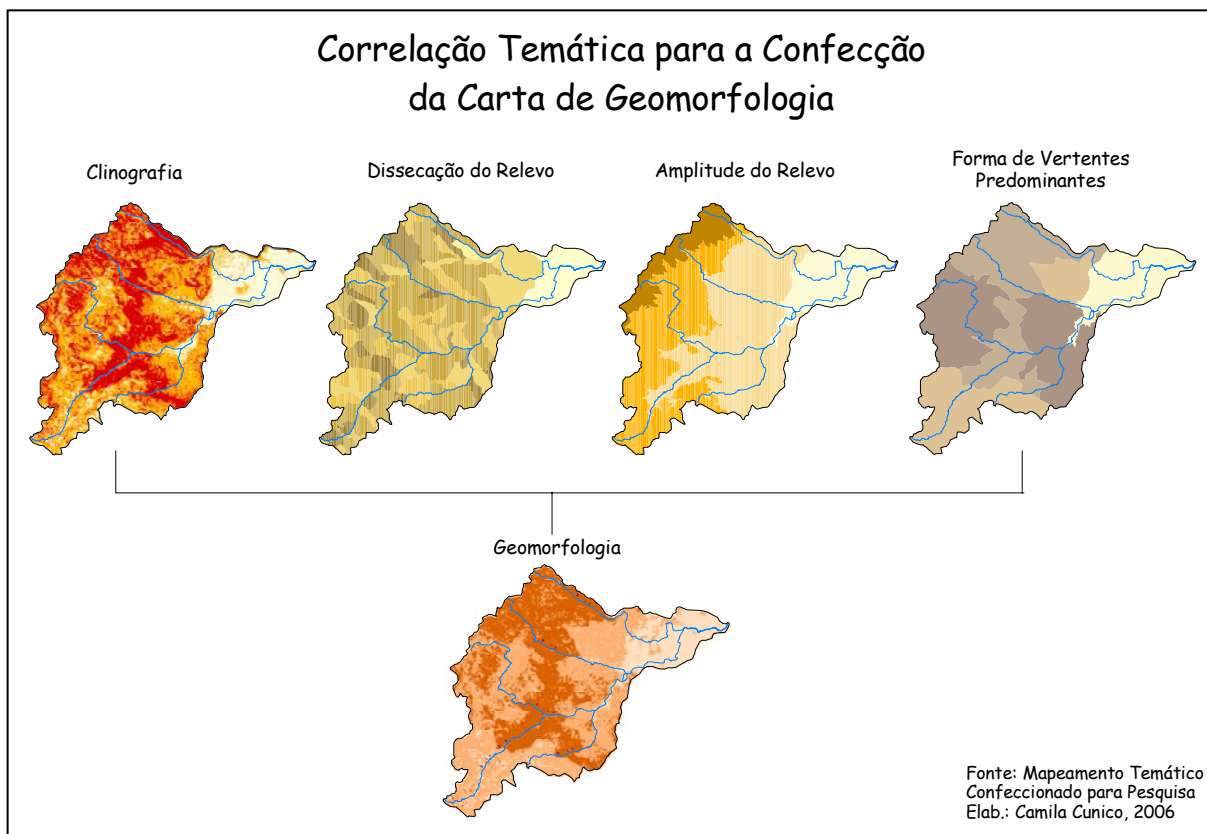 Correlação Temática para a Confecção
da Carta de Geomorfologia
Clinografia
Dissecação do Relevo
Amplitude do Relevo
Forma de Vertentes
Predominantes
Geomorfologia
Fonte: Mapeamento Temático
Confeccionado para Pesquisa
Elab.: Camila Cunico, 2006